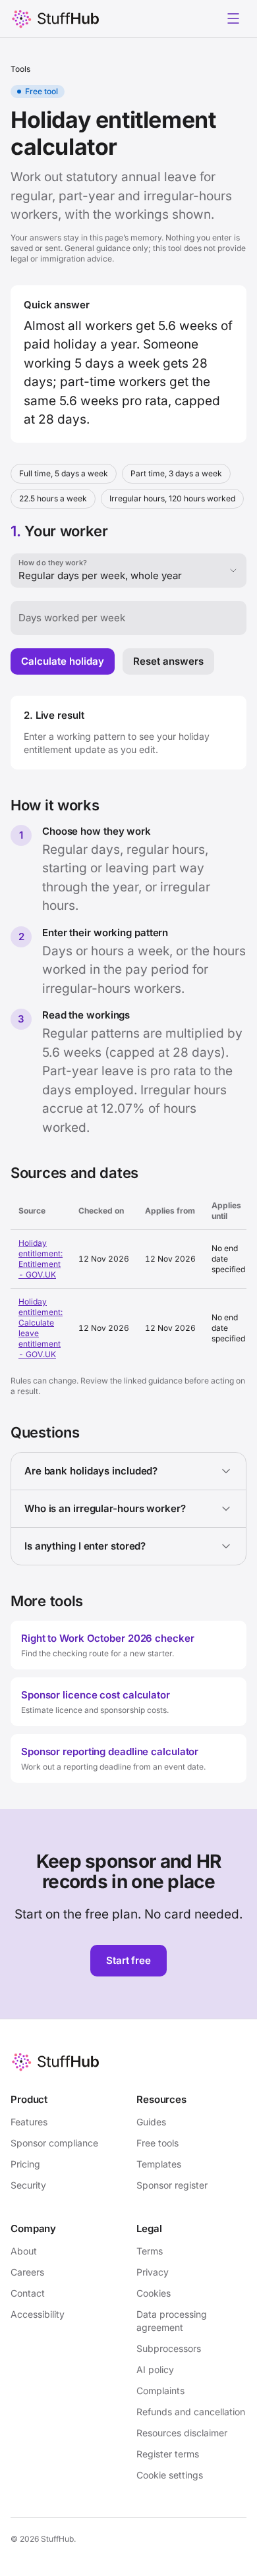 StuffHub
Tools
Free tool
Holiday entitlement
calculator
Work out statutory annual leave for
regular, part-year and irregular-hours
workers, with the workings shown.
Your answers stay in this page's memory. Nothing you enter is
saved or sent. General guidance only; this tool does not provide
legal or immigration advice.
Quick answer
Almost all workers get 5.6 weeks of
paid holiday a year. Someone
working 5 days a week gets 28
days; part-time workers get the
same 5.6 weeks pro rata, capped
at 28 days.
Full time, 5 days a week
Part time, 3 days a week
22.5 hours a week
Irregular hours, 120 hours worked
1. Your worker
How do they work?
Regular days per week, whole year
Days worked per week
Calculate holiday
Reset answers
2. Live result
Enter a working pattern to see your holiday
entitlement update as you edit.
How it works
1
Choose how they work
Regular days, regular hours,
starting or leaving part way
through the year, or irregular
hours.
2
Enter their working pattern
Days or hours a week, or the hours
worked in the pay period for
irregular-hours workers.
3
Read the workings
Regular patterns are multiplied by
5.6 weeks (capped at 28 days).
Part-year leave is pro rata to the
days employed. Irregular hours
accrue at 12.07% of hours
worked.
Sources and dates
Source
Checked on
Applies from
Applies
until
Holiday
entitlement:
Entitlement
- GOV.UK
12 Nov 2026
12 Nov 2026
No end
date
specified
Holiday
entitlement:
Calculate
leave
entitlement
- GOV.UK
12 Nov 2026
12 Nov 2026
No end
date
specified
Rules can change. Review the linked guidance before acting on
a result.
Questions
Are bank holidays included?
Who is an irregular-hours worker?
Is anything I enter stored?
More tools
Right to Work October 2026 checker
Find the checking route for a new starter.
Sponsor licence cost calculator
Estimate licence and sponsorship costs.
Sponsor reporting deadline calculator
Work out a reporting deadline from an event date.
Keep sponsor and HR
records in one place
Start on the free plan. No card needed.
Start free
StuffHub
Product
Features
Sponsor compliance
Pricing
Security
Resources
Guides
Free tools
Templates
Sponsor register
Company
About
Careers
Contact
Accessibility
Legal
Terms
Privacy
Cookies
Data processing
agreement
Subprocessors
AI policy
Complaints
Refunds and cancellation
Resources disclaimer
Register terms
Cookie settings
© 2026 StuffHub.